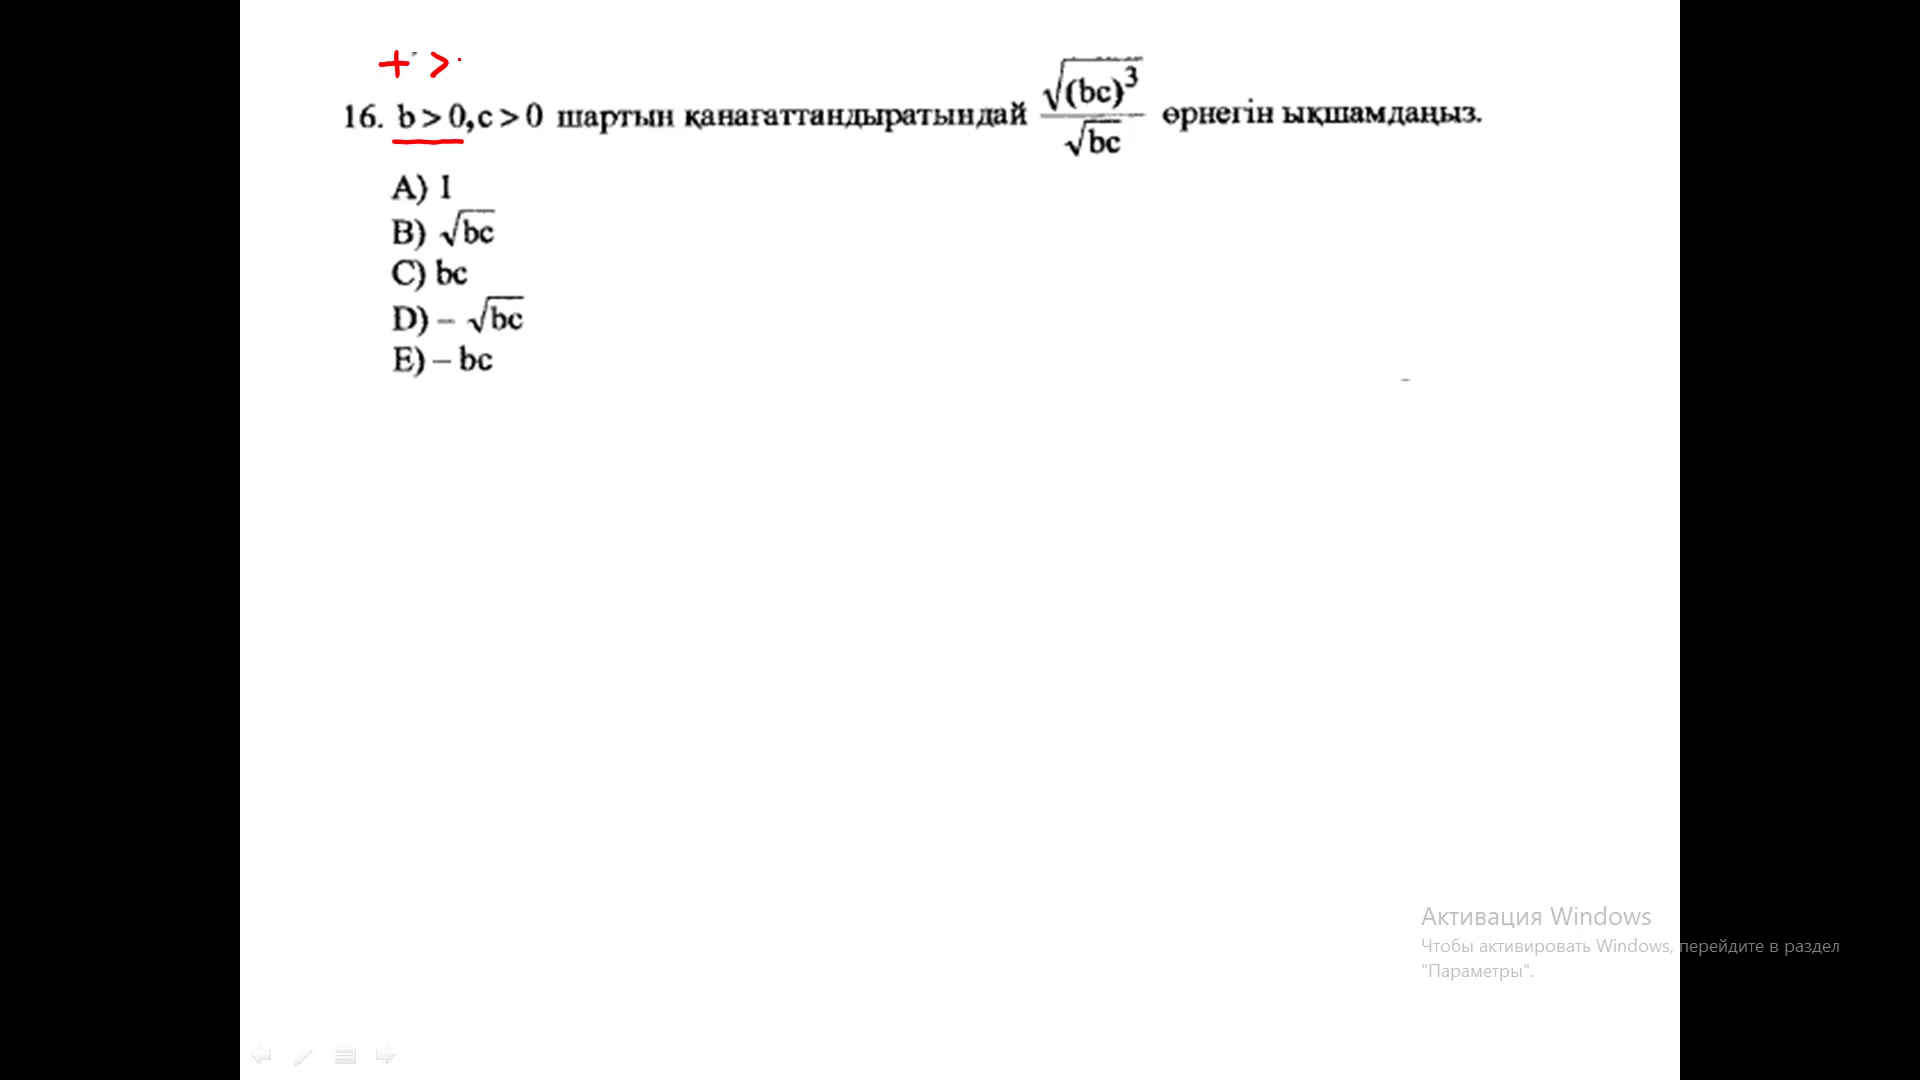 + >
16. b > 0, c > 0 шартын қанағаттандыратындай √(bc)³ / √bc өрнегін ықшамдаңыз.
A) 1
B) √bc
C) bc
D) – √bc
E) – bc
Активация Windows
Чтобы активировать Windows, перейдите в раздел
"Параметры".